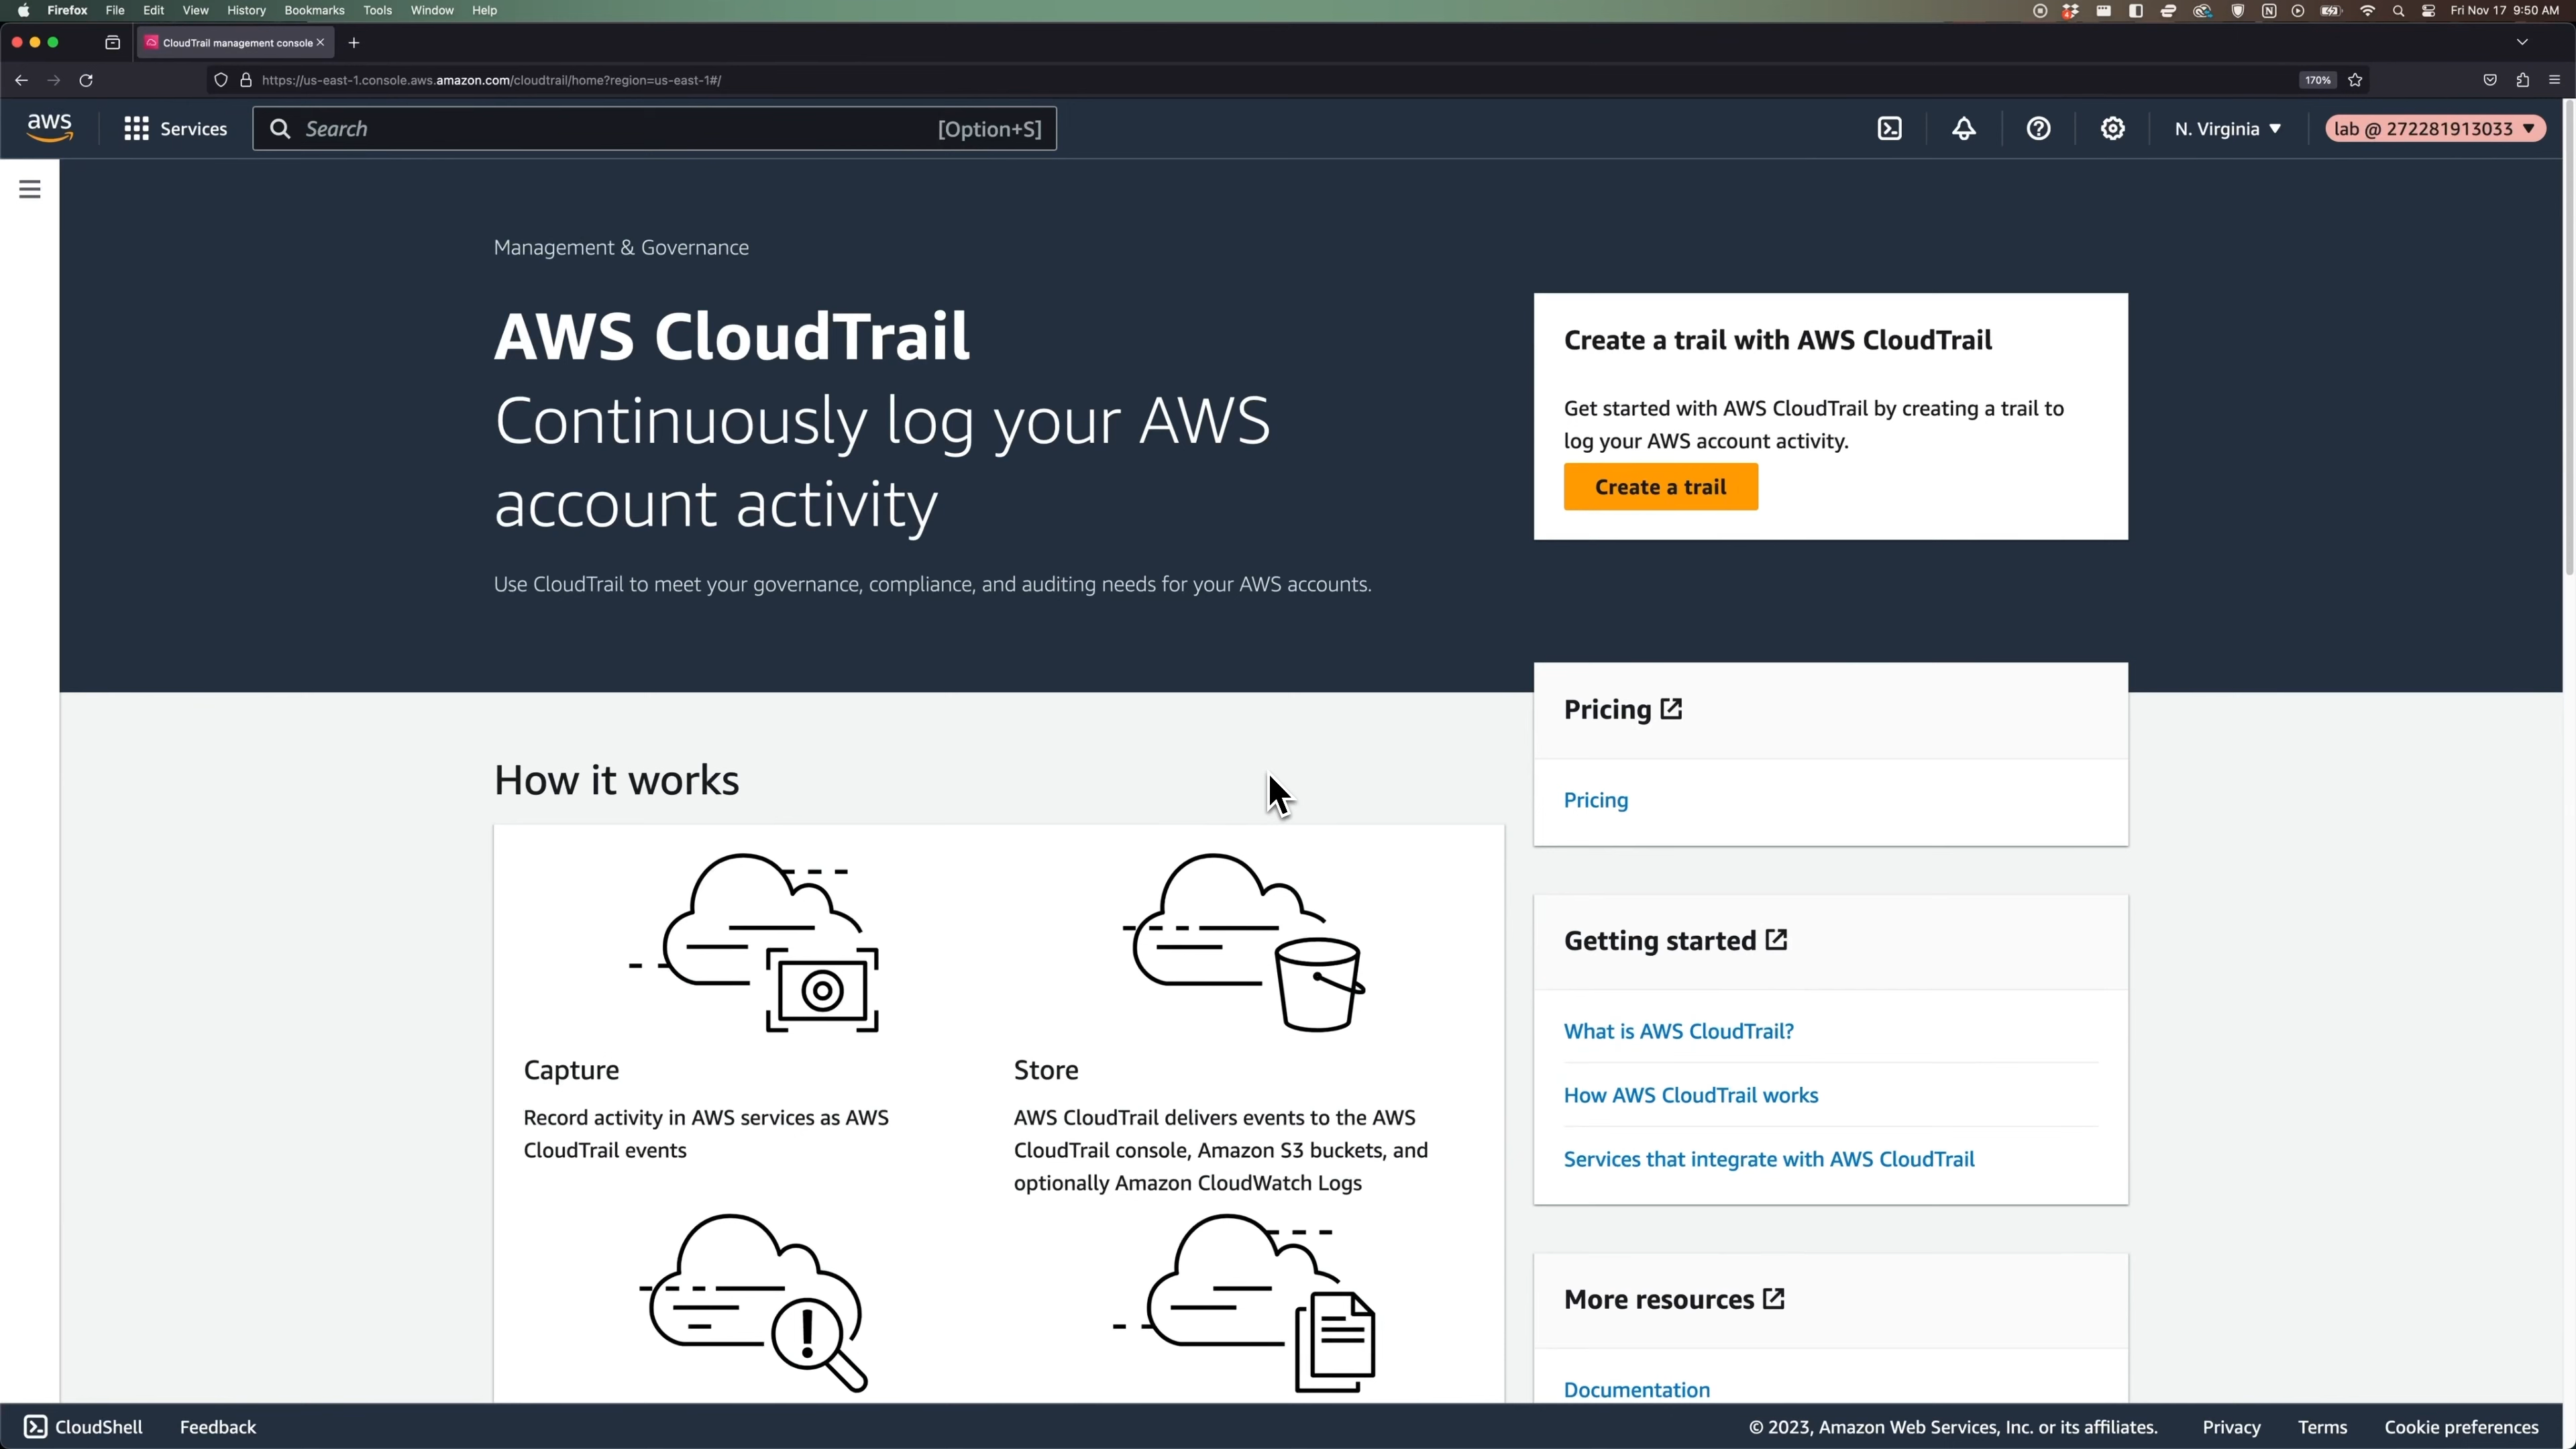 Firefox File Edit View History Bookmarks Tools Window Help Fri Nov 17 9:50 AM
CloudTrail management console
https://us-east-1.console.aws.amazon.com/cloudtrail/home?region=us-east-1#/ 170%
aws Services Search [Option+S] N. Virginia lab @ 272281913033
Management & Governance
AWS CloudTrail
Continuously log your AWS
account activity
Use CloudTrail to meet your governance, compliance, and auditing needs for your AWS accounts.
Create a trail with AWS CloudTrail
Get started with AWS CloudTrail by creating a trail to
log your AWS account activity.
Create a trail
How it works
Capture
Record activity in AWS services as AWS
CloudTrail events
Store
AWS CloudTrail delivers events to the AWS
CloudTrail console, Amazon S3 buckets, and
optionally Amazon CloudWatch Logs
Pricing
Pricing
Getting started
What is AWS CloudTrail?
How AWS CloudTrail works
Services that integrate with AWS CloudTrail
More resources
Documentation
CloudShell Feedback © 2023, Amazon Web Services, Inc. or its affiliates. Privacy Terms Cookie preferences